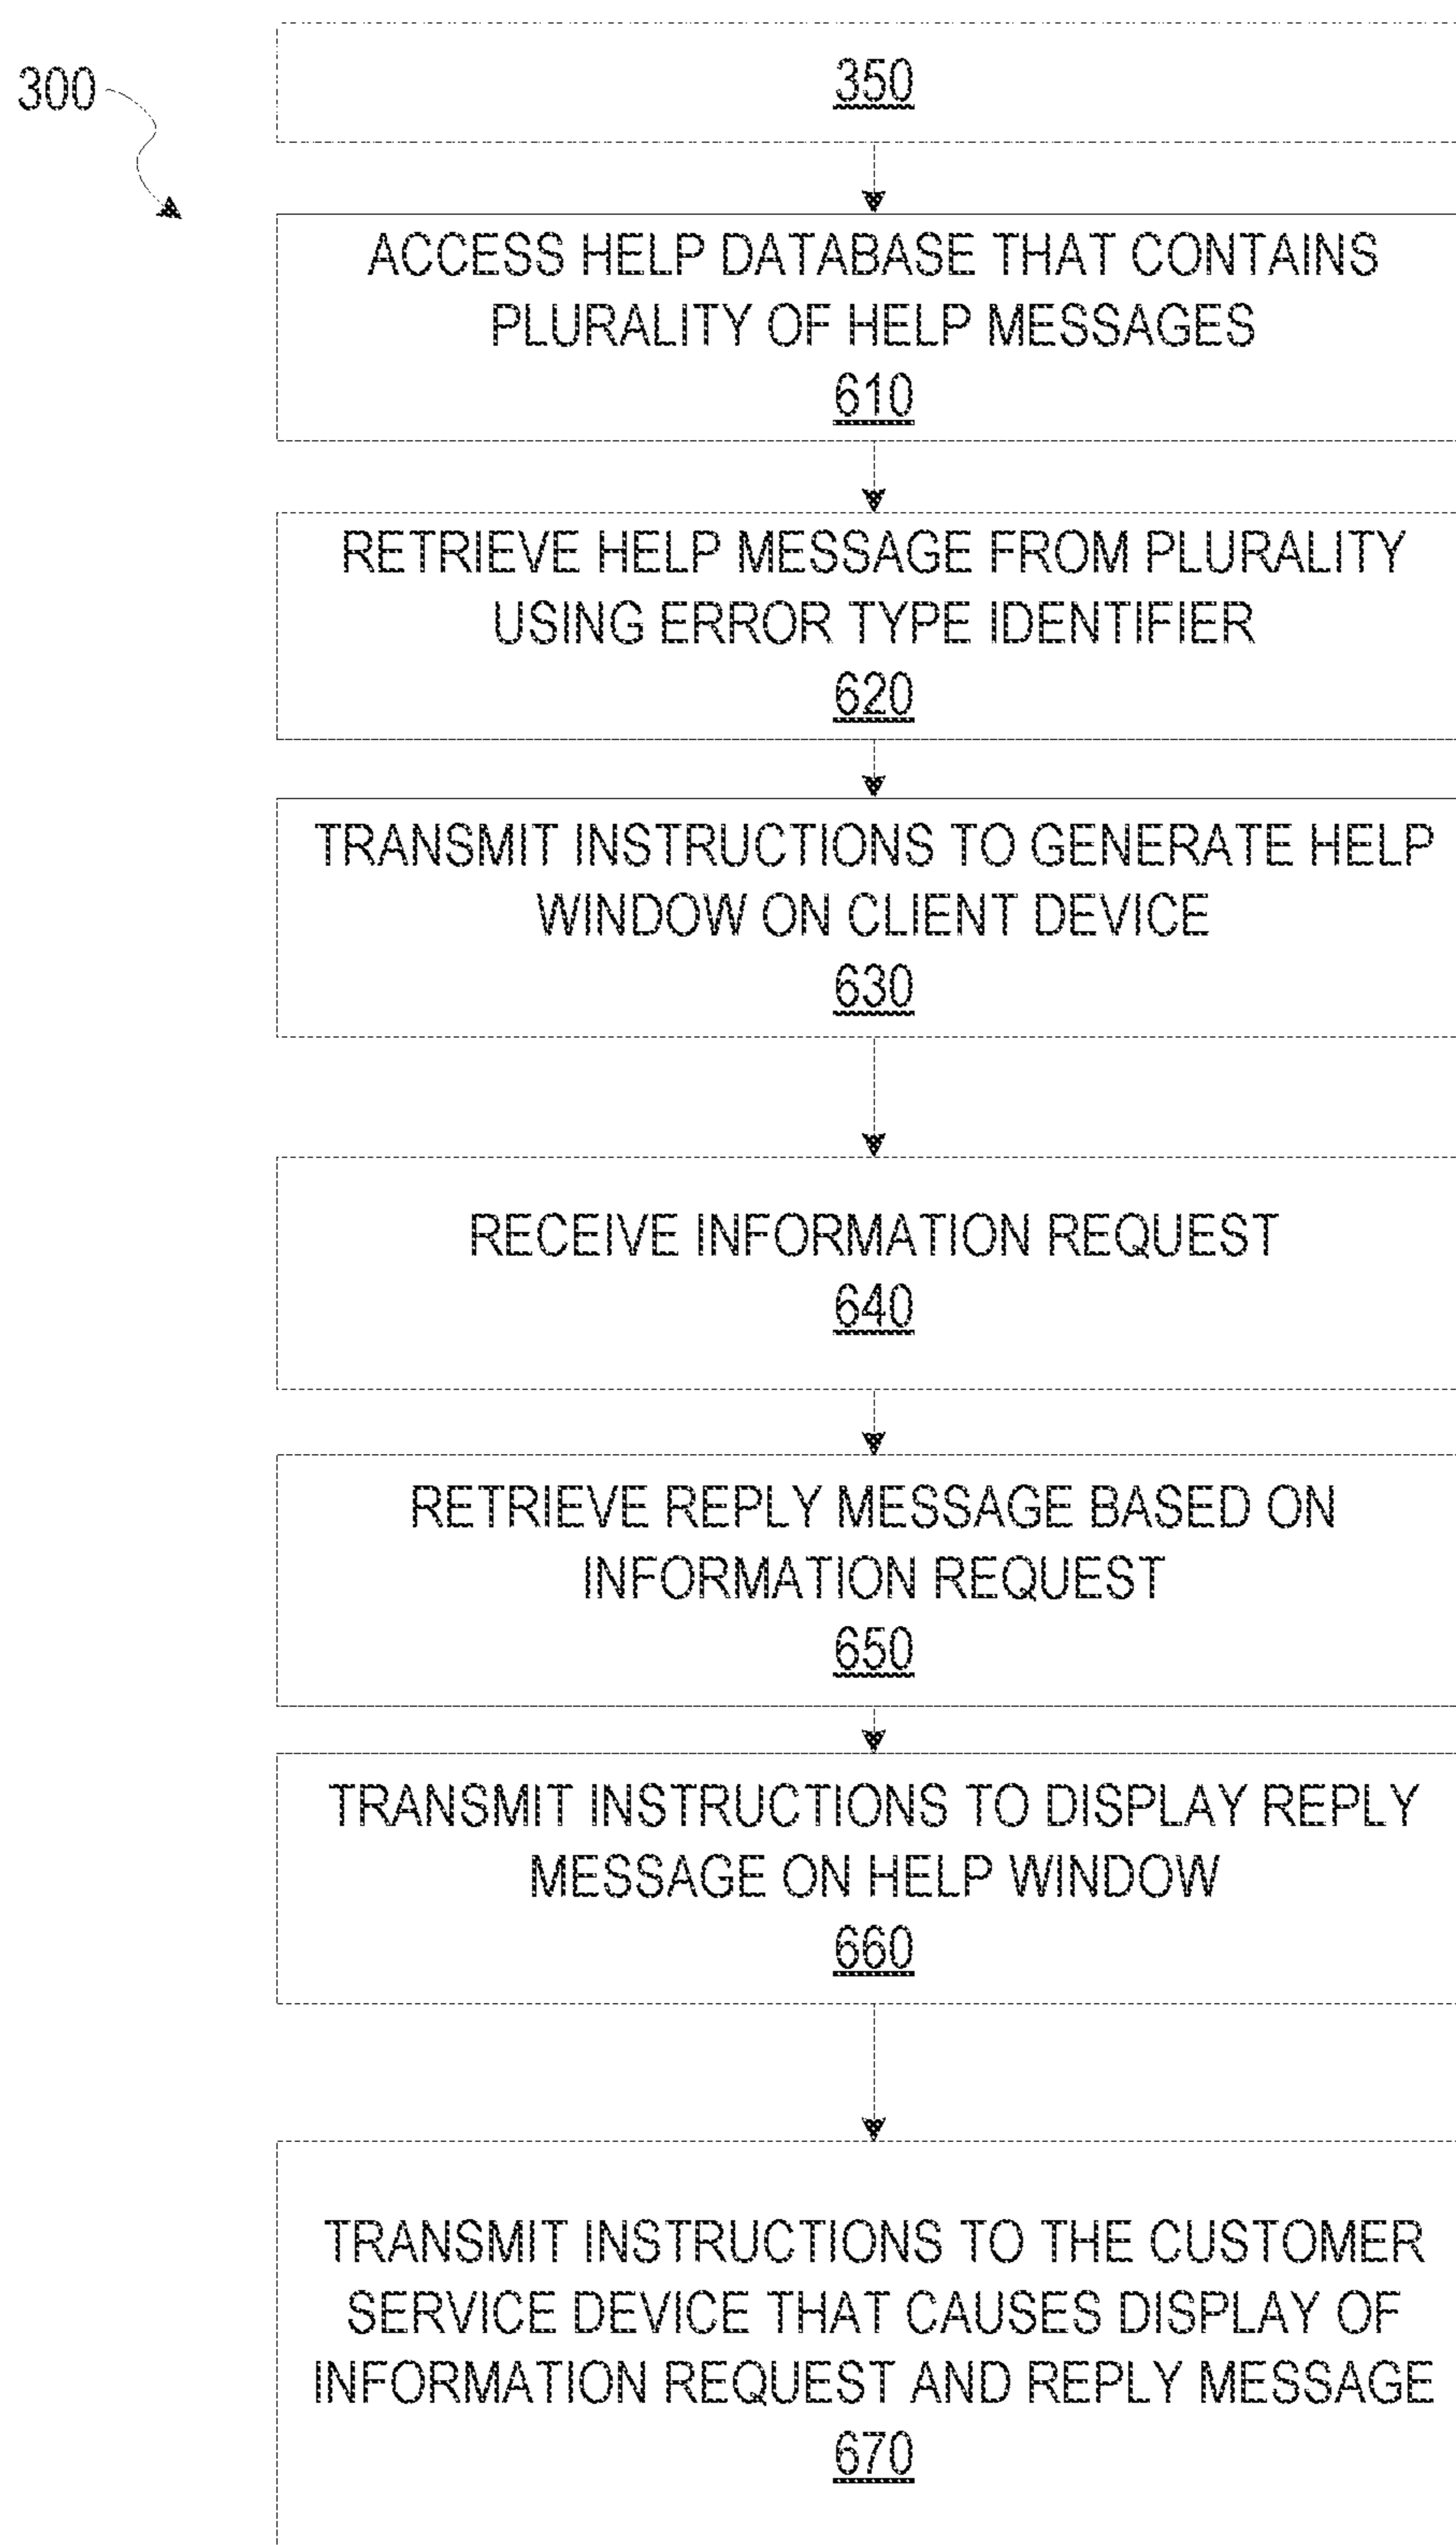 300
350
ACCESS HELP DATABASE THAT CONTAINS
PLURALITY OF HELP MESSAGES
610
RETRIEVE HELP MESSAGE FROM PLURALITY
USING ERROR TYPE IDENTIFIER
620
TRANSMIT INSTRUCTIONS TO GENERATE HELP
WINDOW ON CLIENT DEVICE
630
RECEIVE INFORMATION REQUEST
640
RETRIEVE REPLY MESSAGE BASED ON
INFORMATION REQUEST
650
TRANSMIT INSTRUCTIONS TO DISPLAY REPLY
MESSAGE ON HELP WINDOW
660
TRANSMIT INSTRUCTIONS TO THE CUSTOMER
SERVICE DEVICE THAT CAUSES DISPLAY OF
INFORMATION REQUEST AND REPLY MESSAGE
670